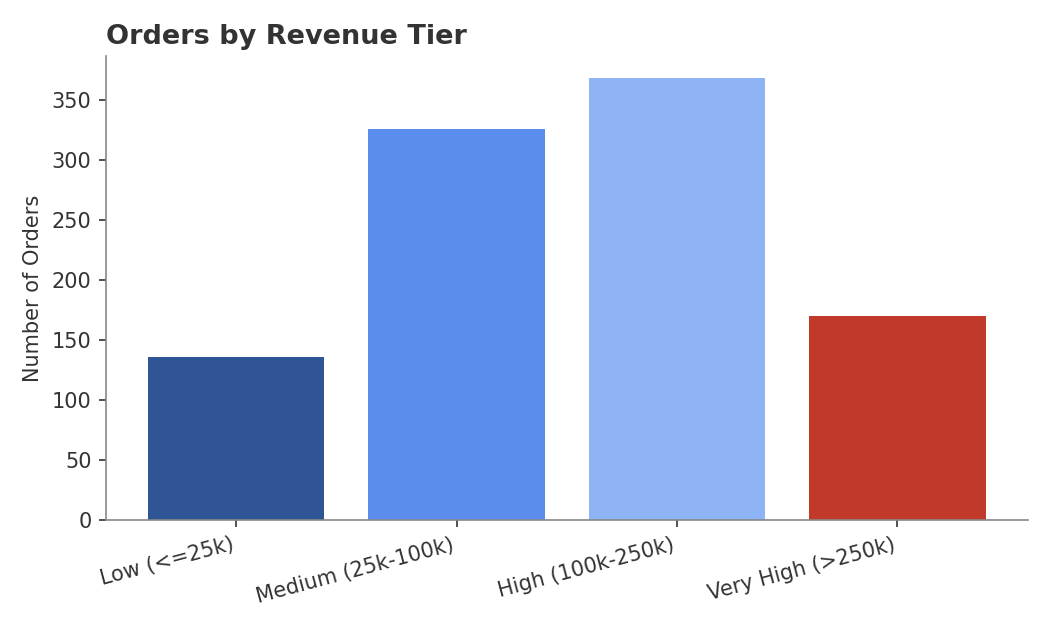 Orders by Revenue Tier
Number of Orders
350
300
250
200
150
100
50
0
Low (<=25k)
Medium (25k-100k)
High (100k-250k)
Very High (>250k)